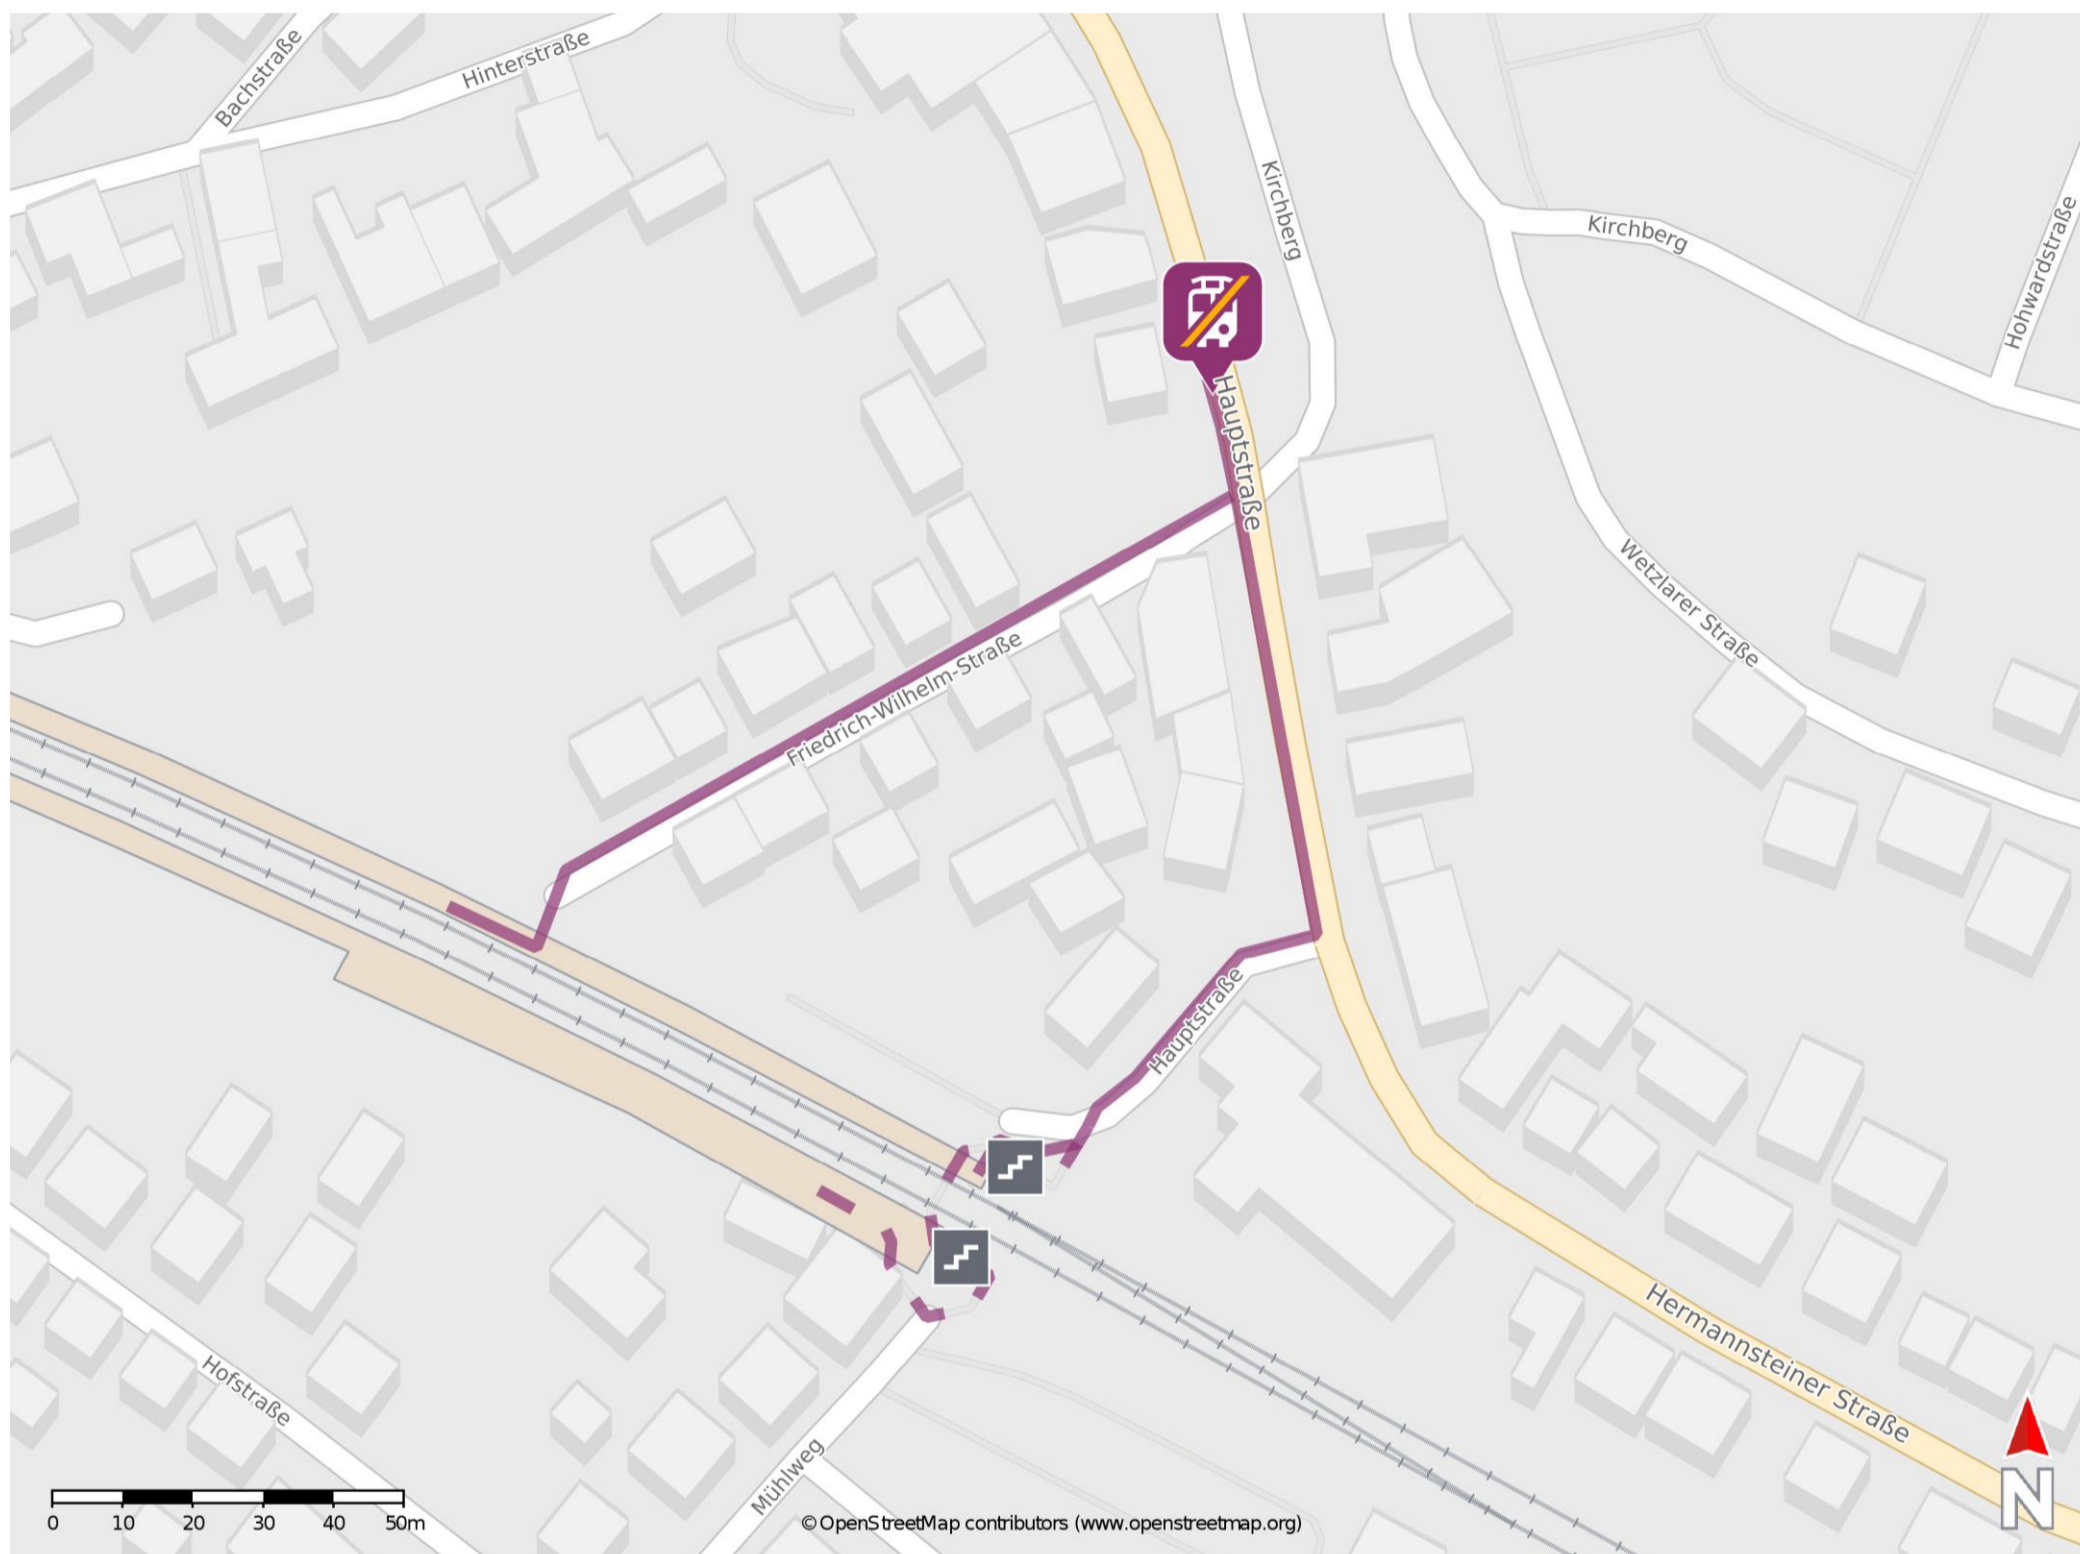 Bachstraße
Hinterstraße
Kirchberg
Kirchberg
Hohwardstraße
Hauptstraße
Wetzlarer Straße
Friedrich-Wilhelm-Straße
Hauptstraße
Hermannsteiner Straße
Hofstraße
Mühlweg
0 10 20 30 40 50m
© OpenStreetMap contributors (www.openstreetmap.org)
N